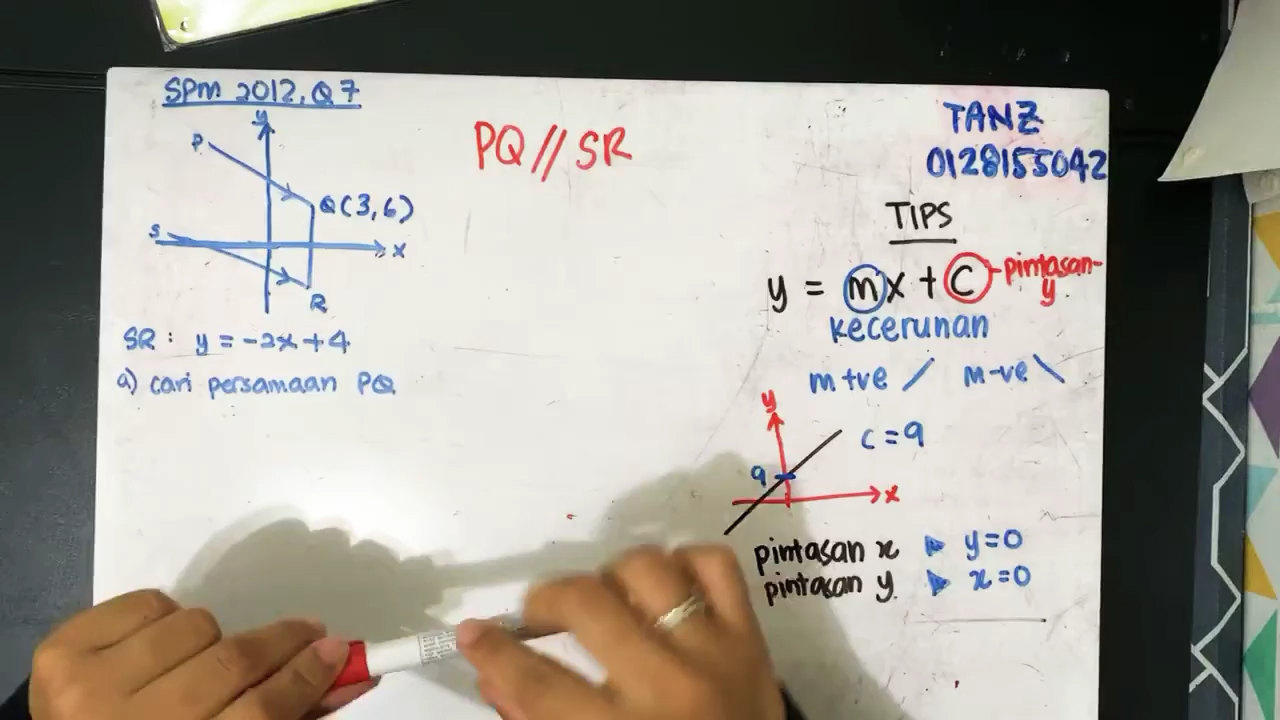 SPM 2012, Q7
y
P
Q(3,6)
S
x
R
SR: y = -2x + 4
a) cari persamaan PQ
PQ // SR
TANZ
0128155042
TIPS
y = mx + c - pintasan-y
kecerunan
m +ve / m -ve \
y
c = 9
9
x
pintasan x ▶ y=0
pintasan y. ▶ x=0